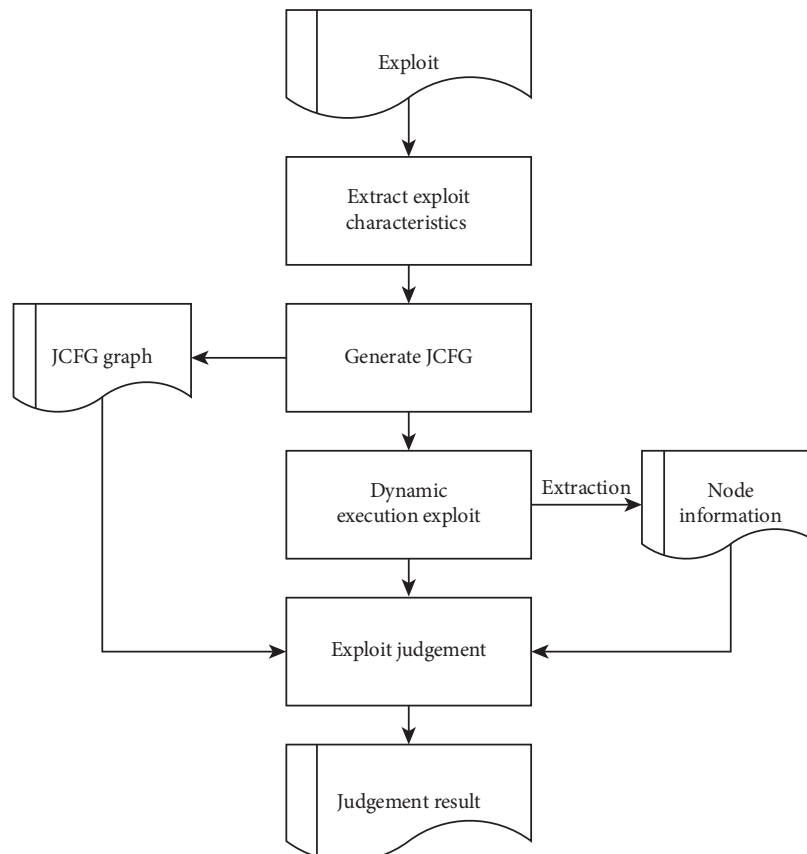 Exploit
Extract exploit
characteristics
JCFG graph
Generate JCFG
Dynamic
execution exploit
Extraction
Node
information
Exploit judgement
Judgement result